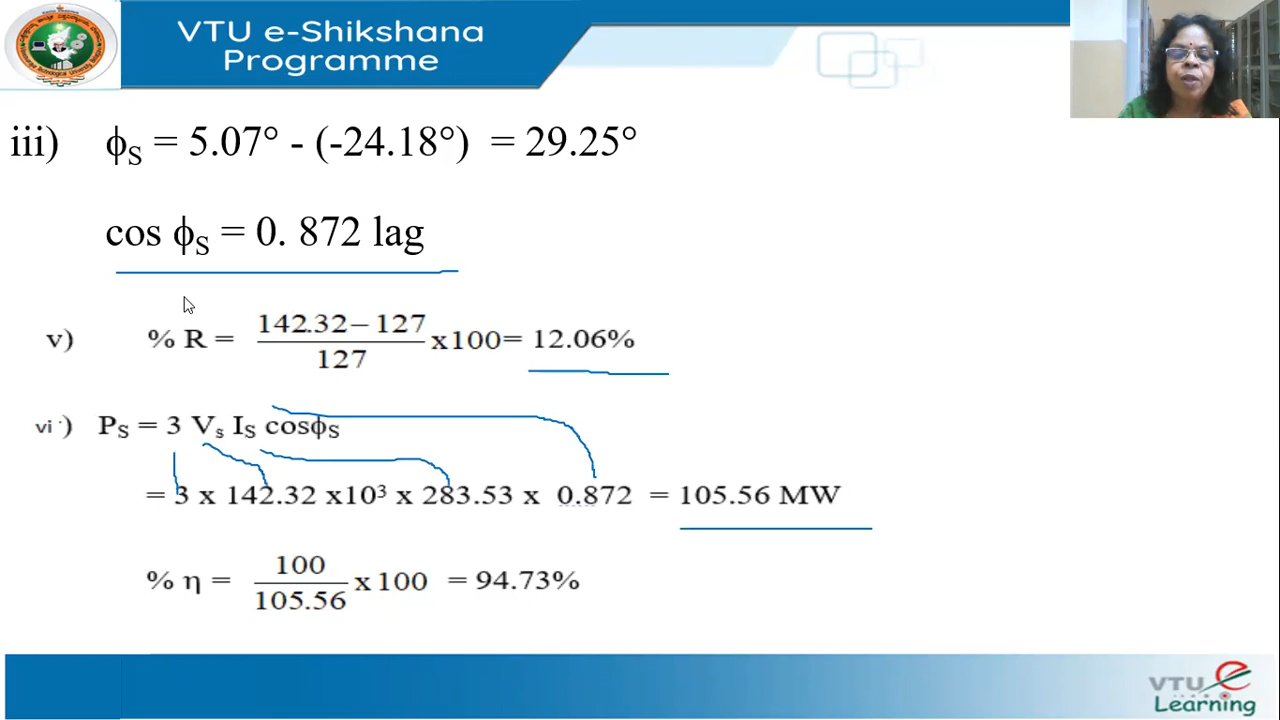 VTU e-Shikshana
Programme
iii) ϕS = 5.07° - (-24.18°) = 29.25°
cos ϕS = 0. 872 lag
v) % R = 142.32 – 127 / 127 x100= 12.06%
vi ·) PS = 3 Vs IS cosϕS
= 3 x 142.32 x10³ x 283.53 x 0.872 = 105.56 MW
% η = 100 / 105.56 x 100 = 94.73%
VTU e
Learning